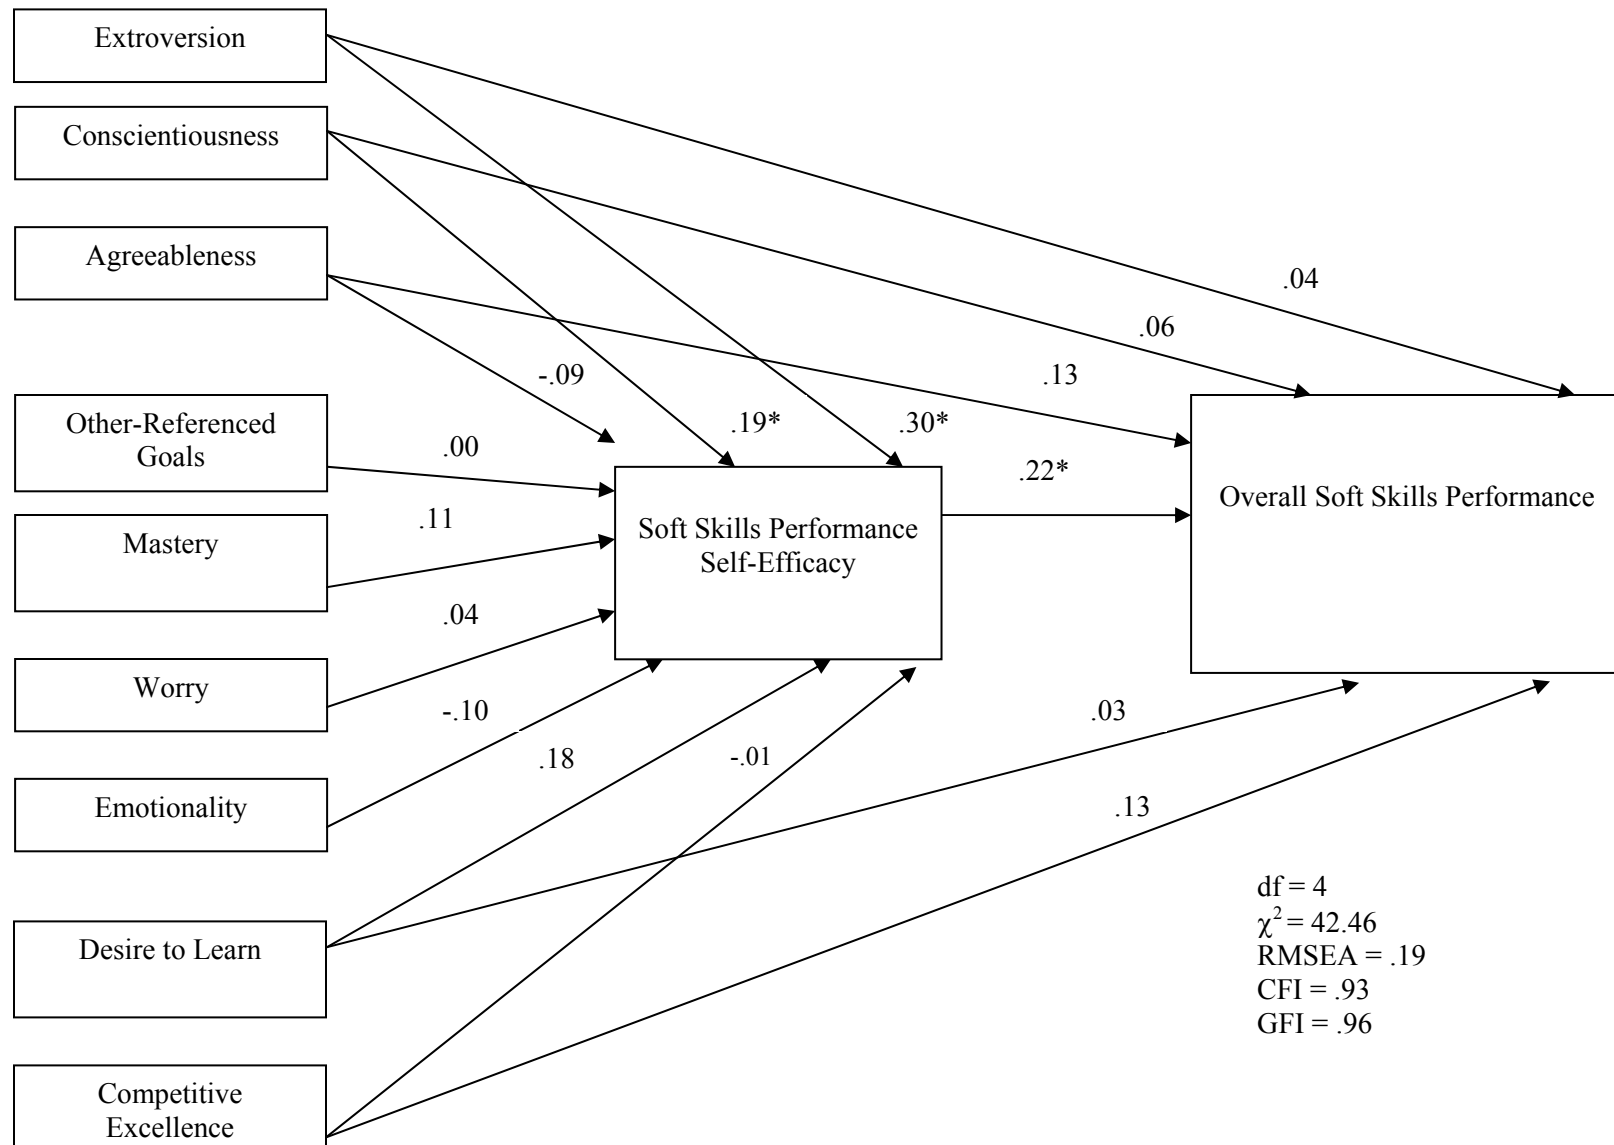 Extroversion
Conscientiousness
Agreeableness
.04
.06
-.09
.13
Other-Referenced
Goals
.00
.19*
.30*
.22*
Overall Soft Skills Performance
.11
Mastery
Soft Skills Performance
Self-Efficacy
.04
Worry
-.10
.03
.18
-.01
Emotionality
.13
df = 4
χ² = 42.46
RMSEA = .19
CFI = .93
GFI = .96
Desire to Learn
Competitive
Excellence